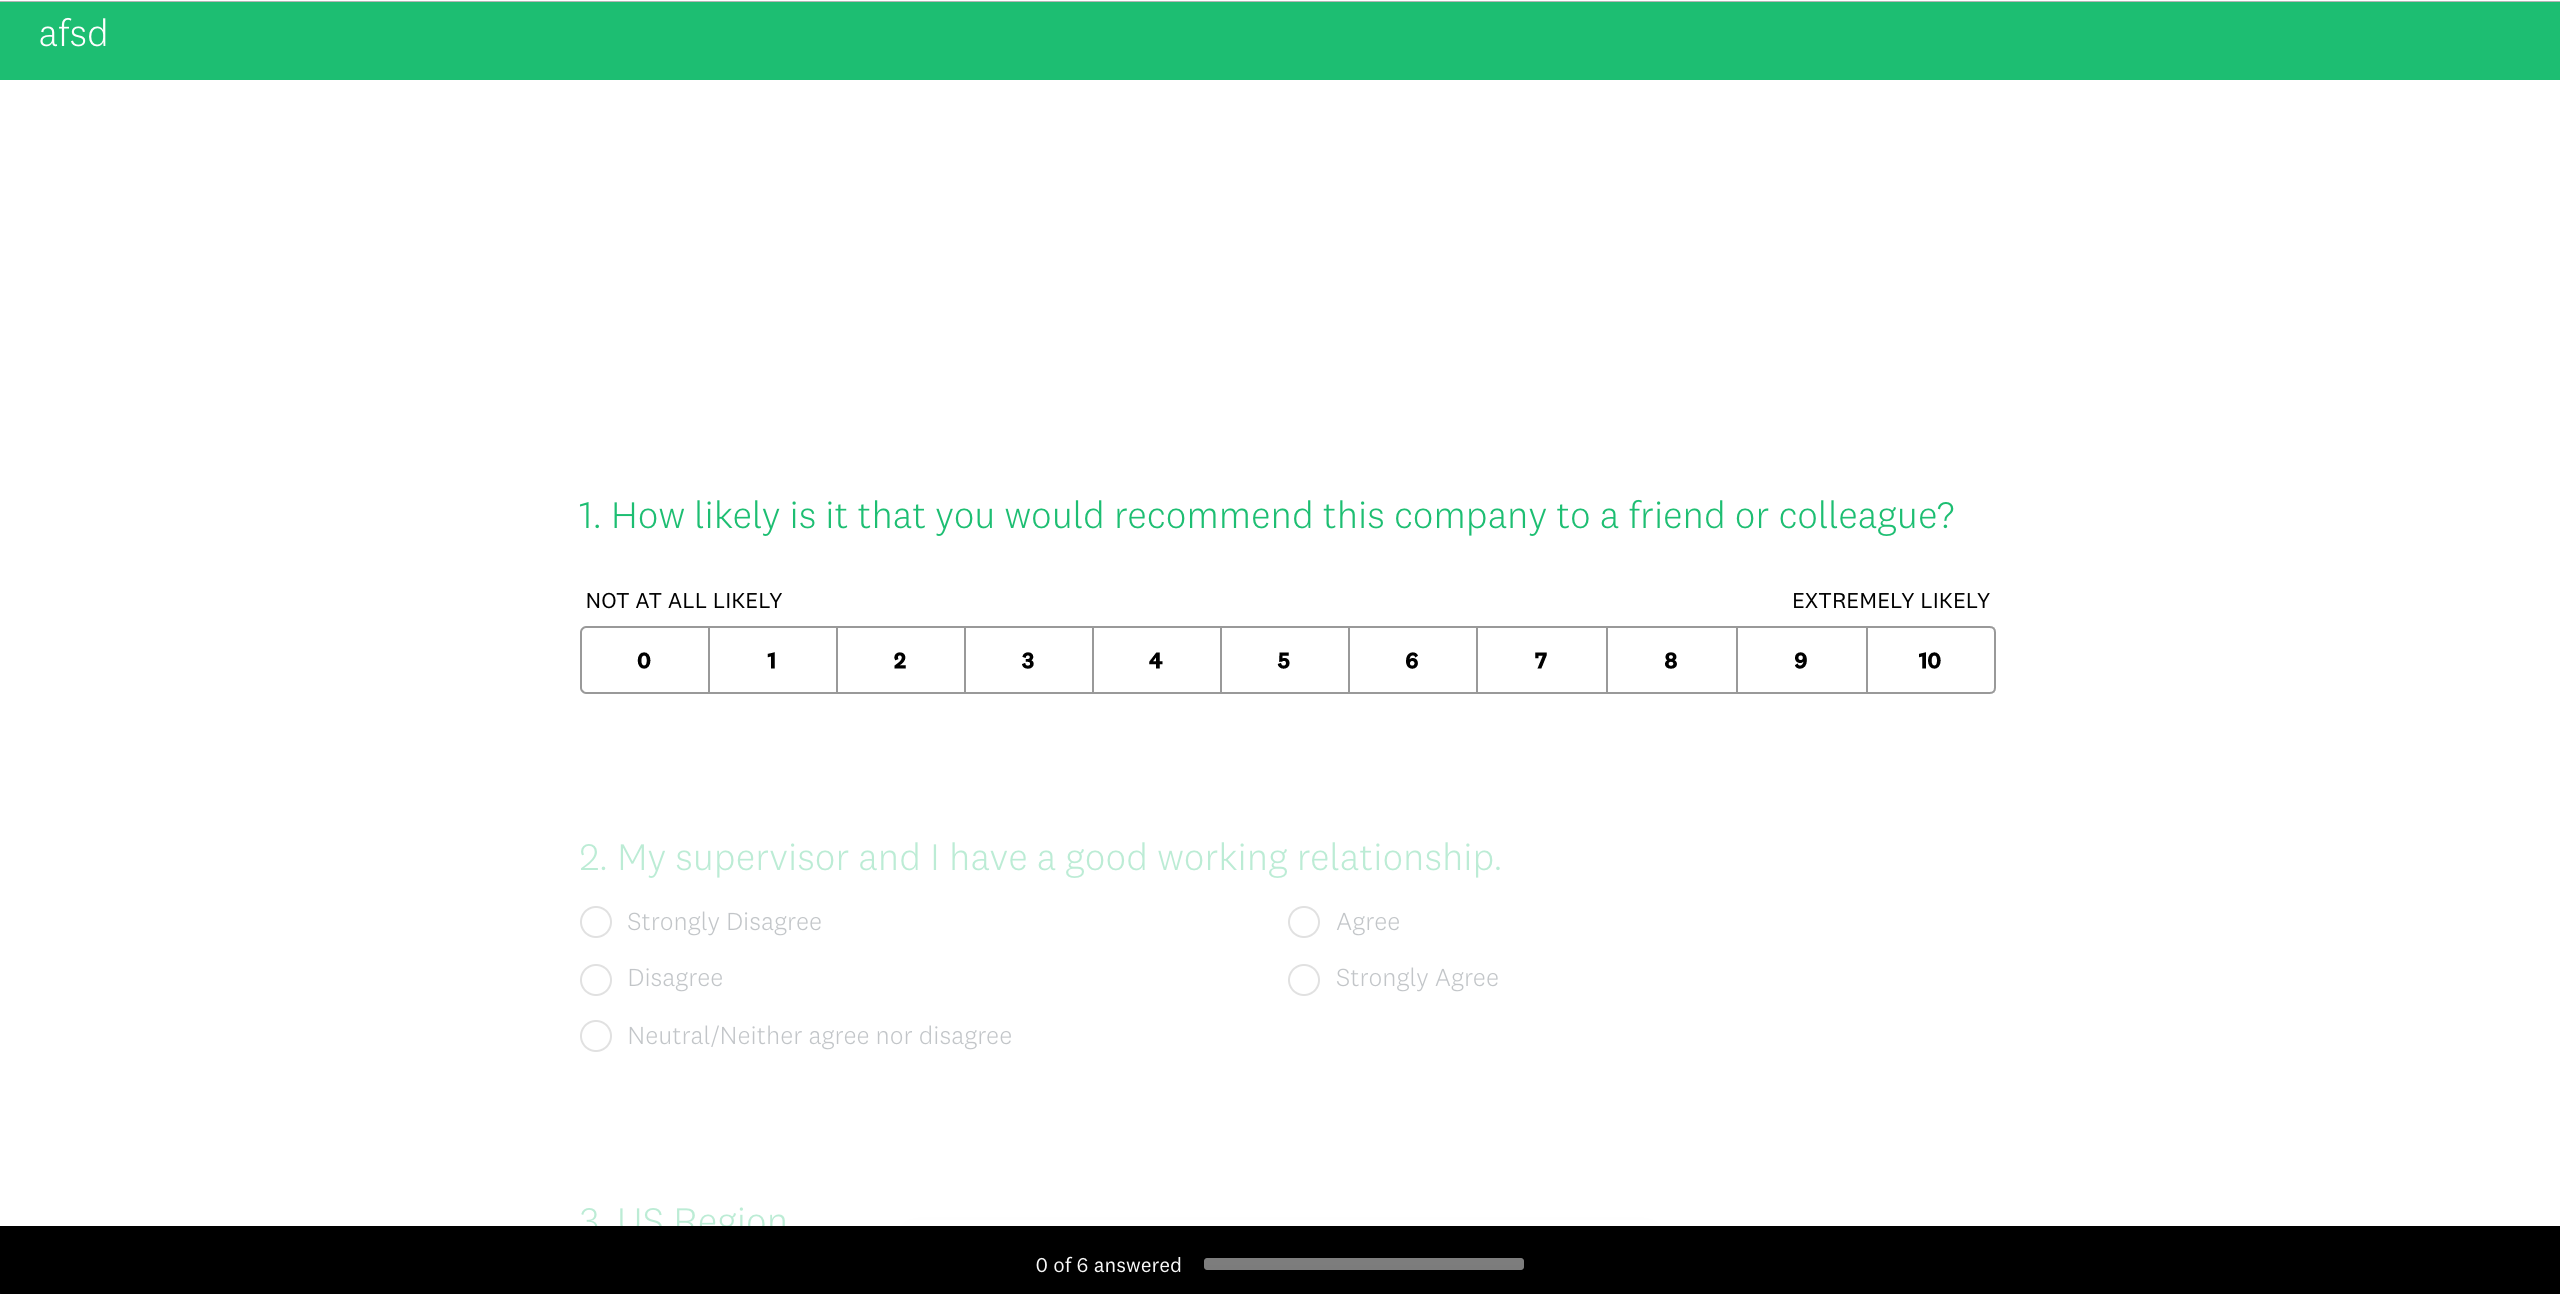 afsd
1. How likely is it that you would recommend this company to a friend or colleague?
NOT AT ALL LIKELY EXTREMELY LIKELY
0 1 2 3 4 5 6 7 8 9 10
2. My supervisor and I have a good working relationship.
Strongly Disagree Agree
Disagree Strongly Agree
Neutral/Neither agree nor disagree
3. US Region
0 of 6 answered